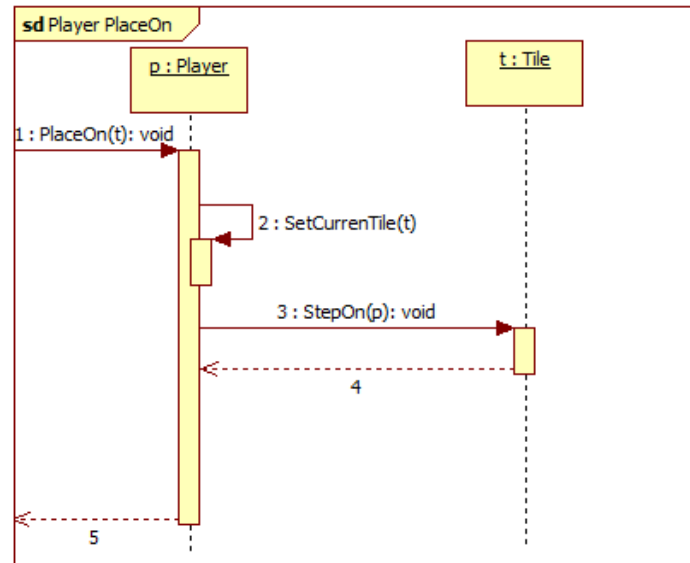 sd Player PlaceOn
p : Player
t : Tile
1 : PlaceOn(t): void
2 : SetCurrenTile(t)
3 : StepOn(p): void
4
5